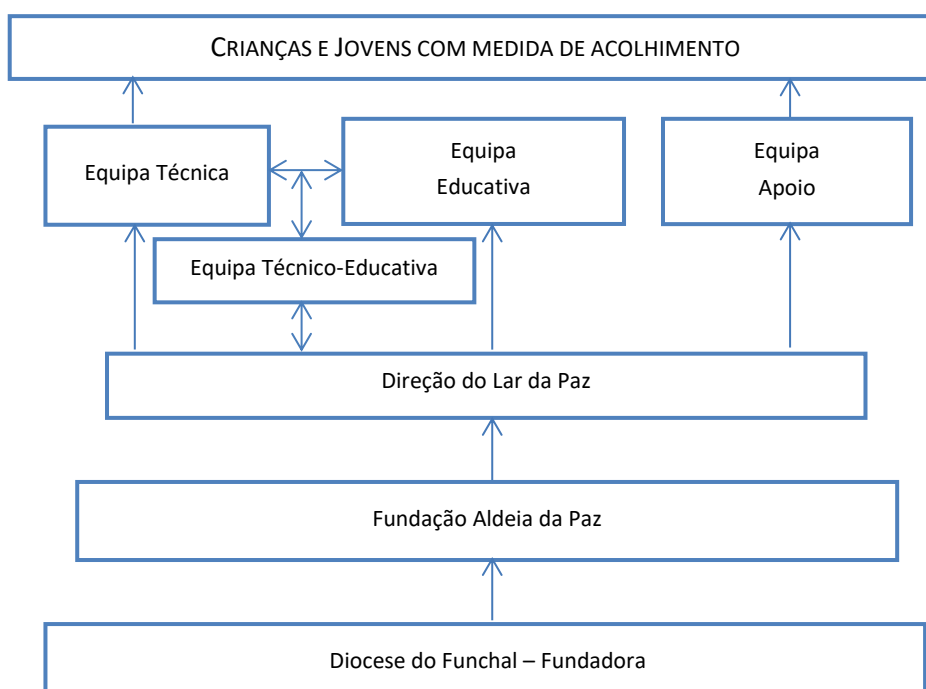 CRIANÇAS E JOVENS COM MEDIDA DE ACOLHIMENTO
Equipa Técnica
Equipa
Educativa
Equipa
Apoio
Equipa Técnico-Educativa
Direção do Lar da Paz
Fundação Aldeia da Paz
Diocese do Funchal – Fundadora